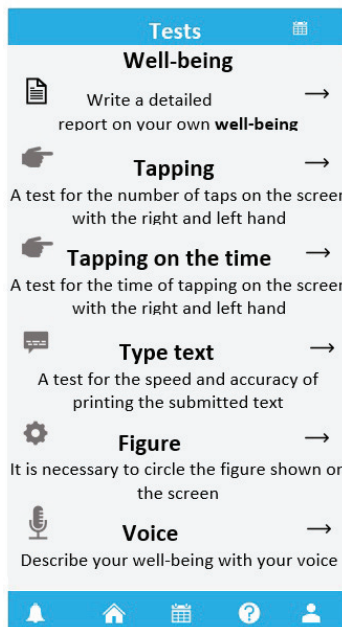 Tests
Well-being
Write a detailed
report on your own well-being
Tapping
A test for the number of taps on the screen
with the right and left hand
Tapping on the time
A test for the time of tapping on the screen
with the right and left hand
Type text
A test for the speed and accuracy of
printing the submitted text
Figure
It is necessary to circle the figure shown on
the screen
Voice
Describe your well-being with your voice